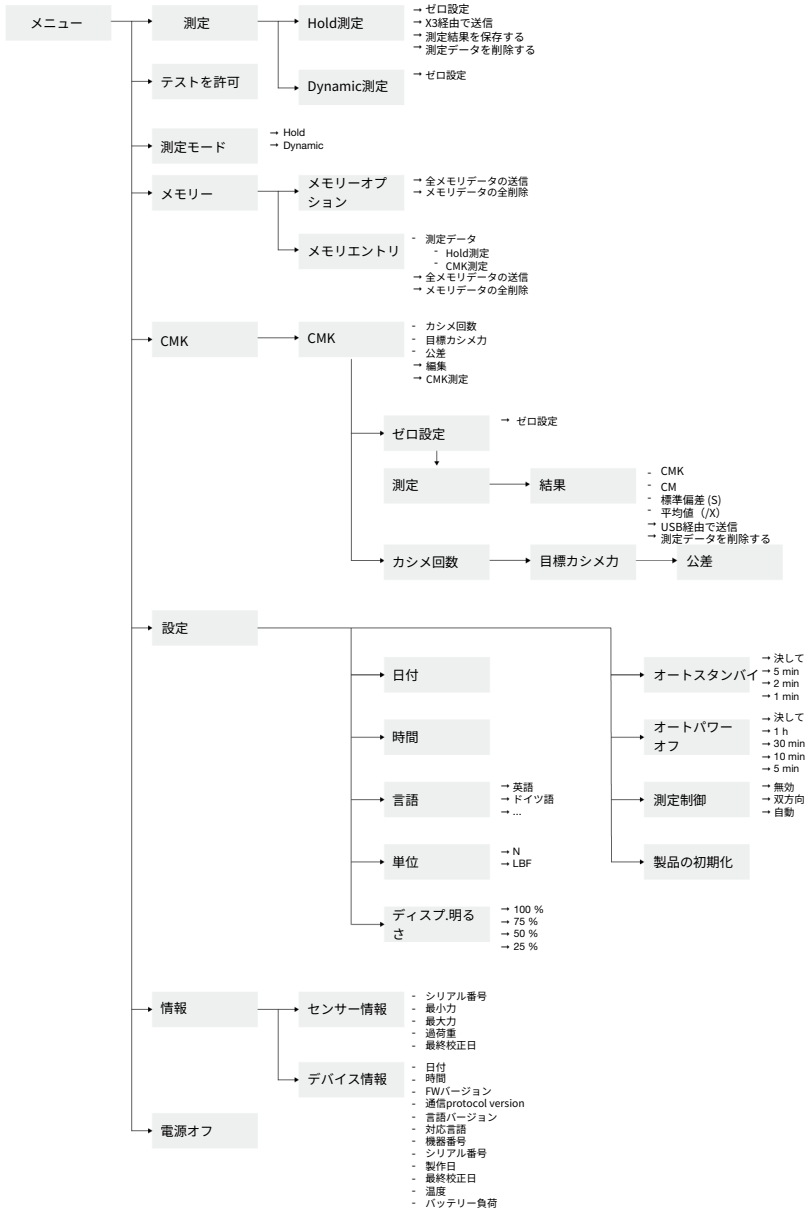 メニュー
測定
Hold測定
→ ゼロ設定
→ X3経由で送信
→ 測定結果を保存する
→ 測定データを削除する
テストを許可
Dynamic測定
→ ゼロ設定
測定モード
→ Hold
→ Dynamic
メモリー
メモリーオプ
ション
→ 全メモリデータの送信
→ メモリデータの全削除
メモリエントリ
- 測定データ
- Hold測定
- CMK測定
→ 全メモリデータの送信
→ メモリデータの全削除
CMK
CMK
- カシメ回数
- 目標カシメ力
- 公差
→ 編集
→ CMK測定
ゼロ設定
→ ゼロ設定
測定
結果
- CMK
- CM
- 標準偏差 (S)
- 平均値（/X）
→ USB経由で送信
→ 測定データを削除する
カシメ回数
目標カシメ力
公差
設定
日付
時間
言語
→ 英語
→ ドイツ語
→ ...
単位
→ N
→ LBF
ディスプ.明る
さ
→ 100 %
→ 75 %
→ 50 %
→ 25 %
オートスタンバイ
→ 決して
→ 5 min
→ 2 min
→ 1 min
オートパワー
オフ
→ 決して
→ 1 h
→ 30 min
→ 10 min
→ 5 min
測定制御
→ 無効
→ 双方向
→ 自動
製品の初期化
情報
センサー情報
- シリアル番号
- 最小力
- 最大力
- 過荷重
- 最終校正日
デバイス情報
- 日付
- 時間
- FWバージョン
- 通信protocol version
- 言語バージョン
- 対応言語
- 機器番号
- シリアル番号
- 製作日
- 最終校正日
- 温度
- バッテリー負荷
電源オフ